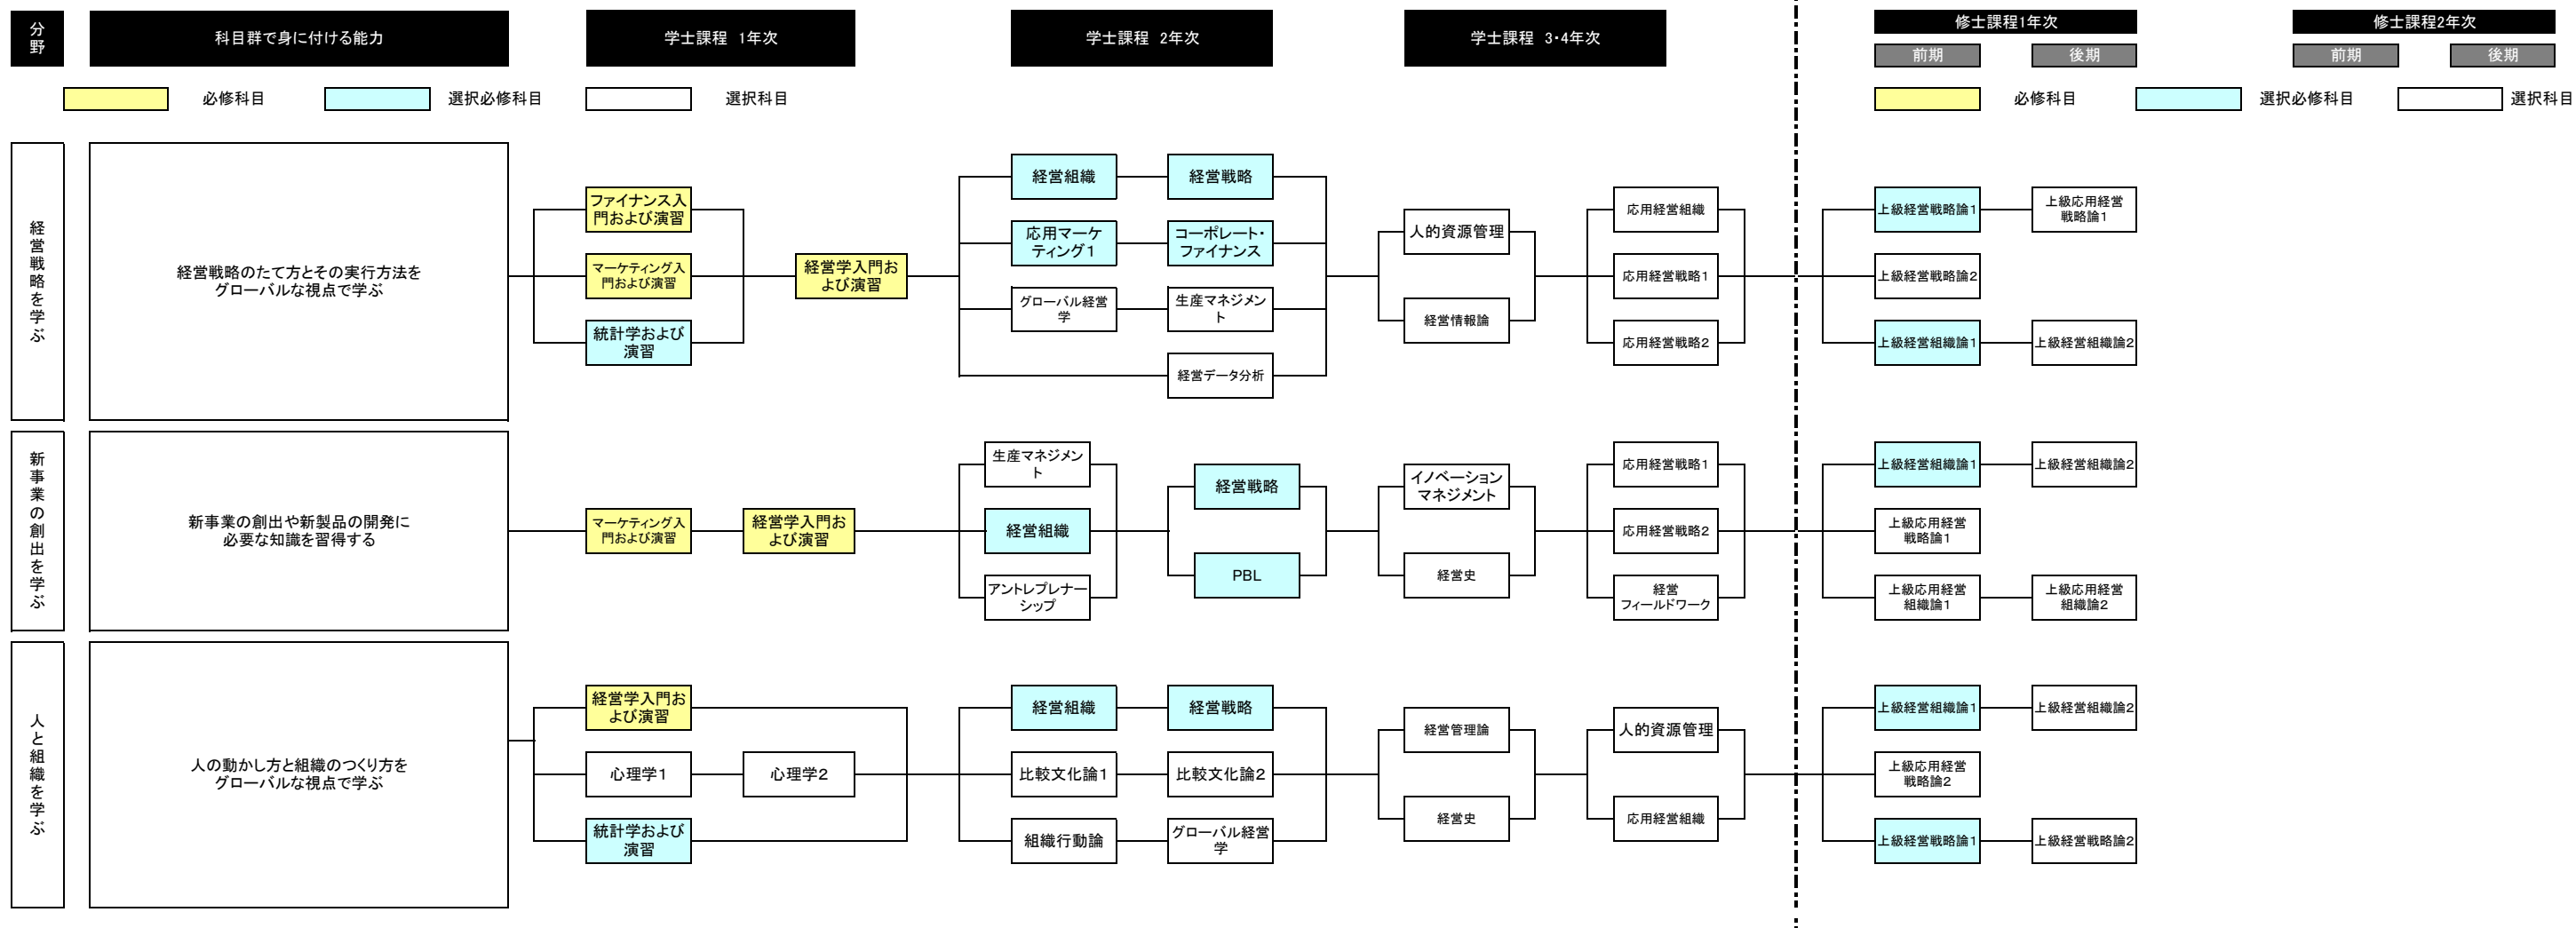 分野
科目群で身に付ける能力
学士課程 1年次
学士課程 2年次
学士課程 3・4年次
修士課程1年次
修士課程2年次
前期
後期
前期
後期
必修科目
選択必修科目
選択科目
必修科目
選択必修科目
選択科目
経営戦略を学ぶ
経営戦略のたて方とその実行方法を
グローバルな視点で学ぶ
ファイナンス入
門および演習
マーケティング入
門および演習
統計学および
演習
経営学入門お
よび演習
経営組織
経営戦略
応用マーケ
ティング１
コーポレート・
ファイナンス
グローバル経営
学
生産マネジメン
ト
経営データ分析
人的資源管理
経営情報論
応用経営組織
応用経営戦略1
応用経営戦略2
上級経営戦略論1
上級応用経営
戦略論1
上級経営戦略論2
上級経営組織論1
上級経営組織論2
新事業の創出を学ぶ
新事業の創出や新製品の開発に
必要な知識を習得する
マーケティング入
門および演習
経営学入門お
よび演習
生産マネジメン
ト
経営組織
アントレプレナー
シップ
経営戦略
PBL
イノベーション
マネジメント
経営史
応用経営戦略1
応用経営戦略2
経営
フィールドワーク
上級経営組織論1
上級経営組織論2
上級応用経営
戦略論1
上級応用経営
組織論1
上級応用経営
組織論2
人と組織を学ぶ
人の動かし方と組織のつくり方を
グローバルな視点で学ぶ
経営学入門お
よび演習
心理学１
心理学２
統計学および
演習
経営組織
経営戦略
比較文化論１
比較文化論２
組織行動論
グローバル経営
学
経営管理論
経営史
人的資源管理
応用経営組織
上級経営組織論1
上級経営組織論2
上級応用経営
戦略論2
上級経営戦略論1
上級経営戦略論2